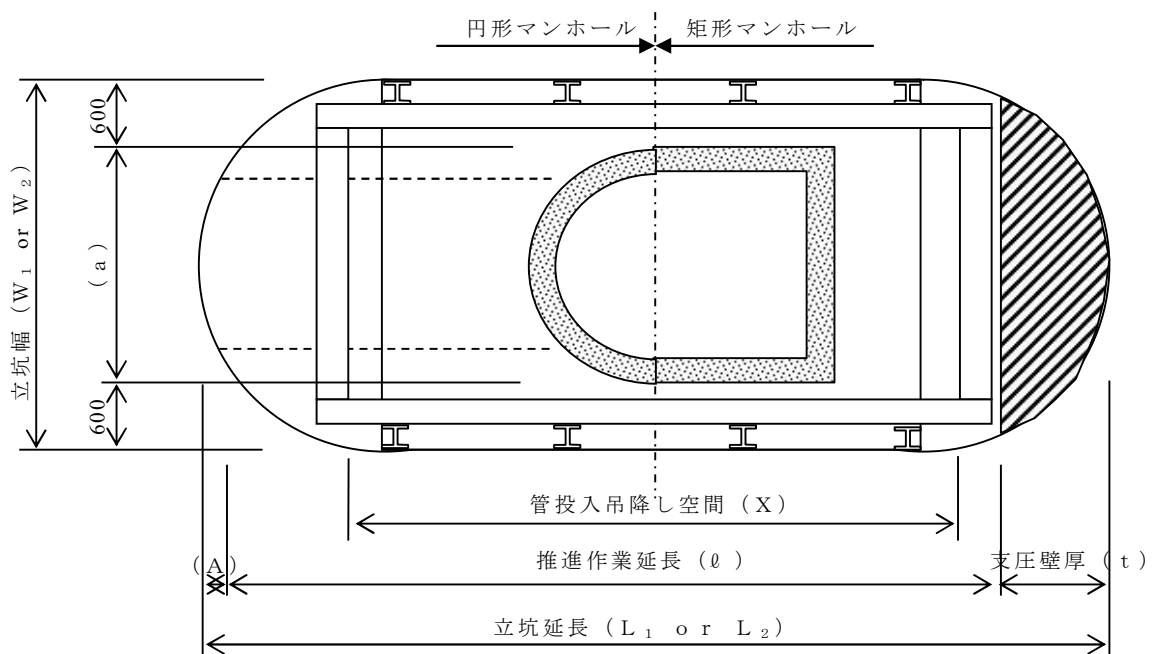 円形マンホール
矩形マンホール
600
(a)
立坑幅(W₁ or W₂)
600
管投入吊降し空間(X)
(A)
推進作業延長(ℓ)
支圧壁厚(t)
立坑延長(L₁ or L₂)